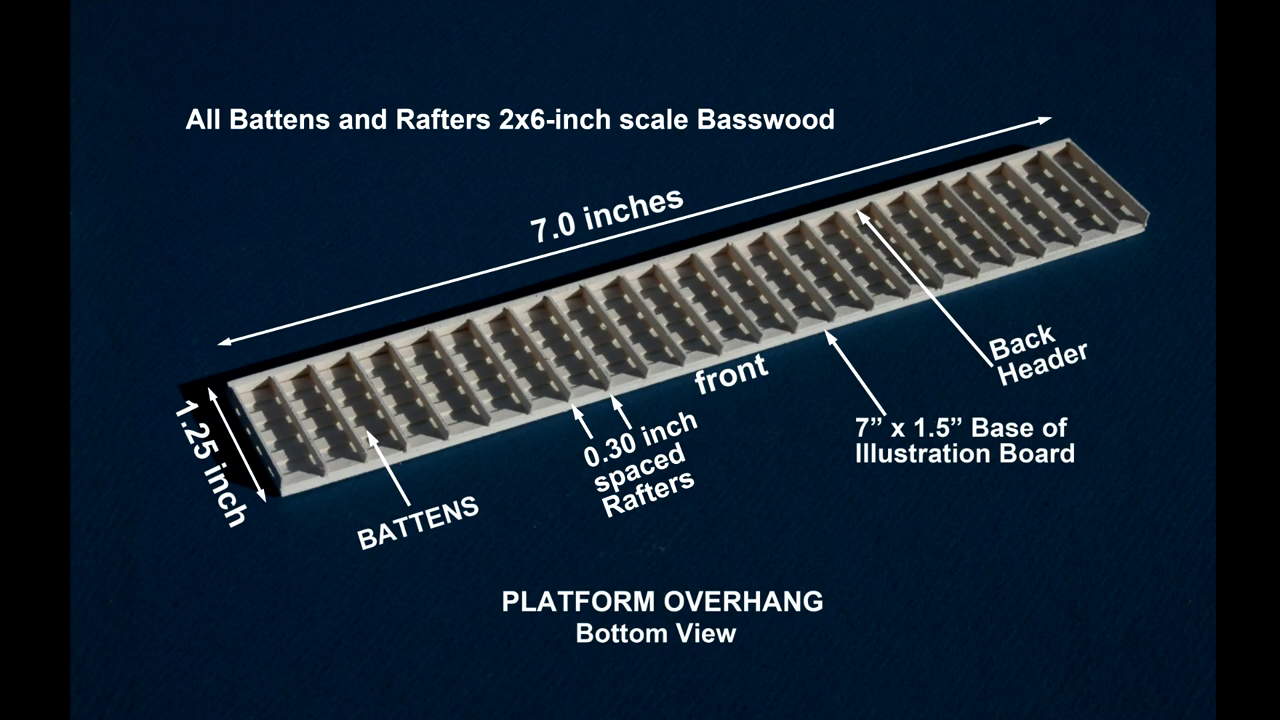 All Battens and Rafters 2x6-inch scale Basswood
7.0 inches
1.25 inch
BATTENS
0.30 inch
spaced
Rafters
front
Back
Header
7” x 1.5” Base of
Illustration Board
PLATFORM OVERHANG
Bottom View